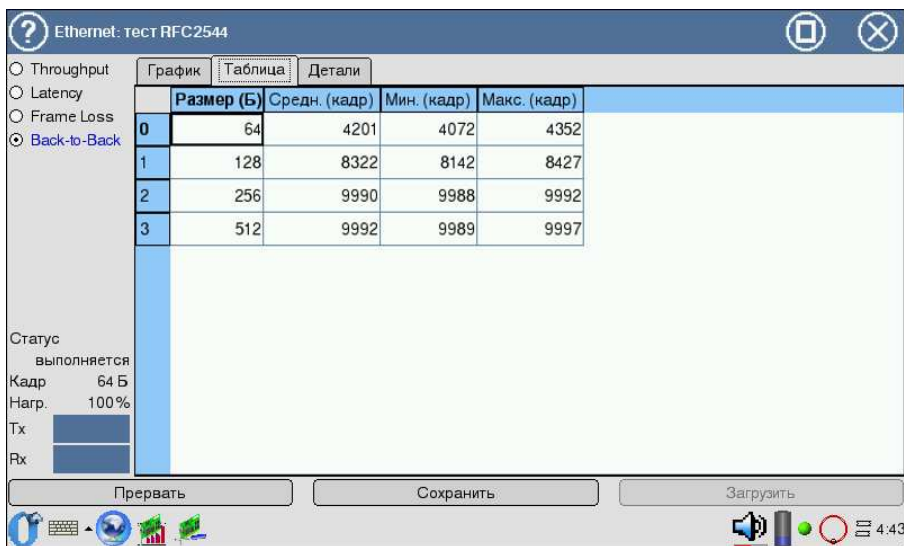 Ethernet: тест RFC2544
Throughput
Latency
Frame Loss
Back-to-Back
График Таблица Детали
Размер (Б) Средн. (кадр) Мин. (кадр) Макс. (кадр)
0 64 4201 4072 4352
1 128 8322 8142 8427
2 256 9990 9988 9992
3 512 9992 9989 9997
Статус
выполняется
Кадр 64 Б
Нагр. 100%
Tx
Rx
Прервать Сохранить Загрузить
4:43